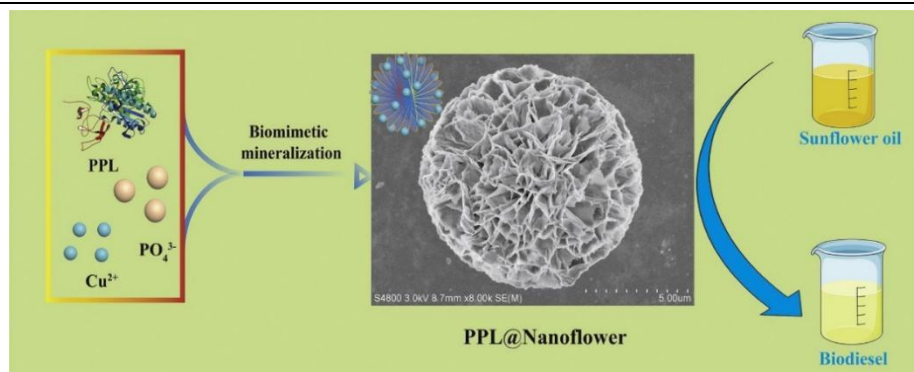 PPL
PO₄³⁻
Cu²⁺
Biomimetic
mineralization
S4800 3.0kV 8.7mm x8.00k SE(M)
5.00um
PPL@Nanoflower
Sunflower oil
Biodiesel